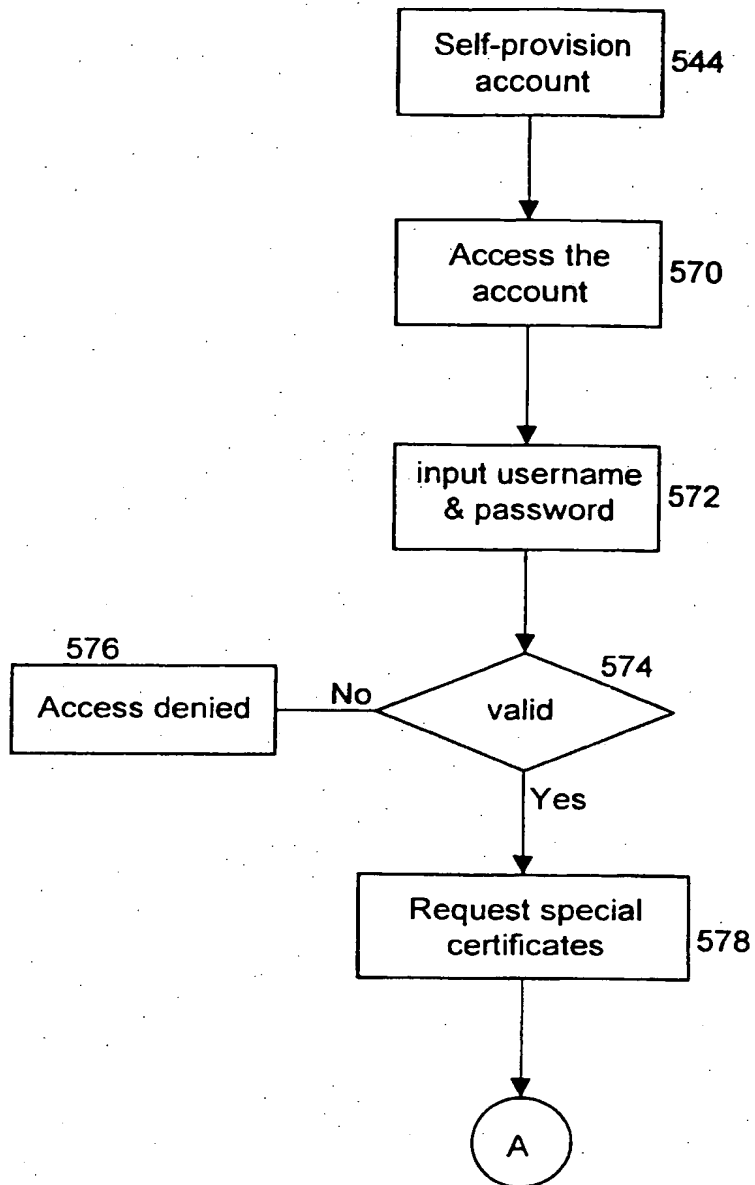 Self-provision
account
544
Access the
account
570
input username
& password
572
576
Access denied
No
valid
574
Yes
Request special
certificates
578
A